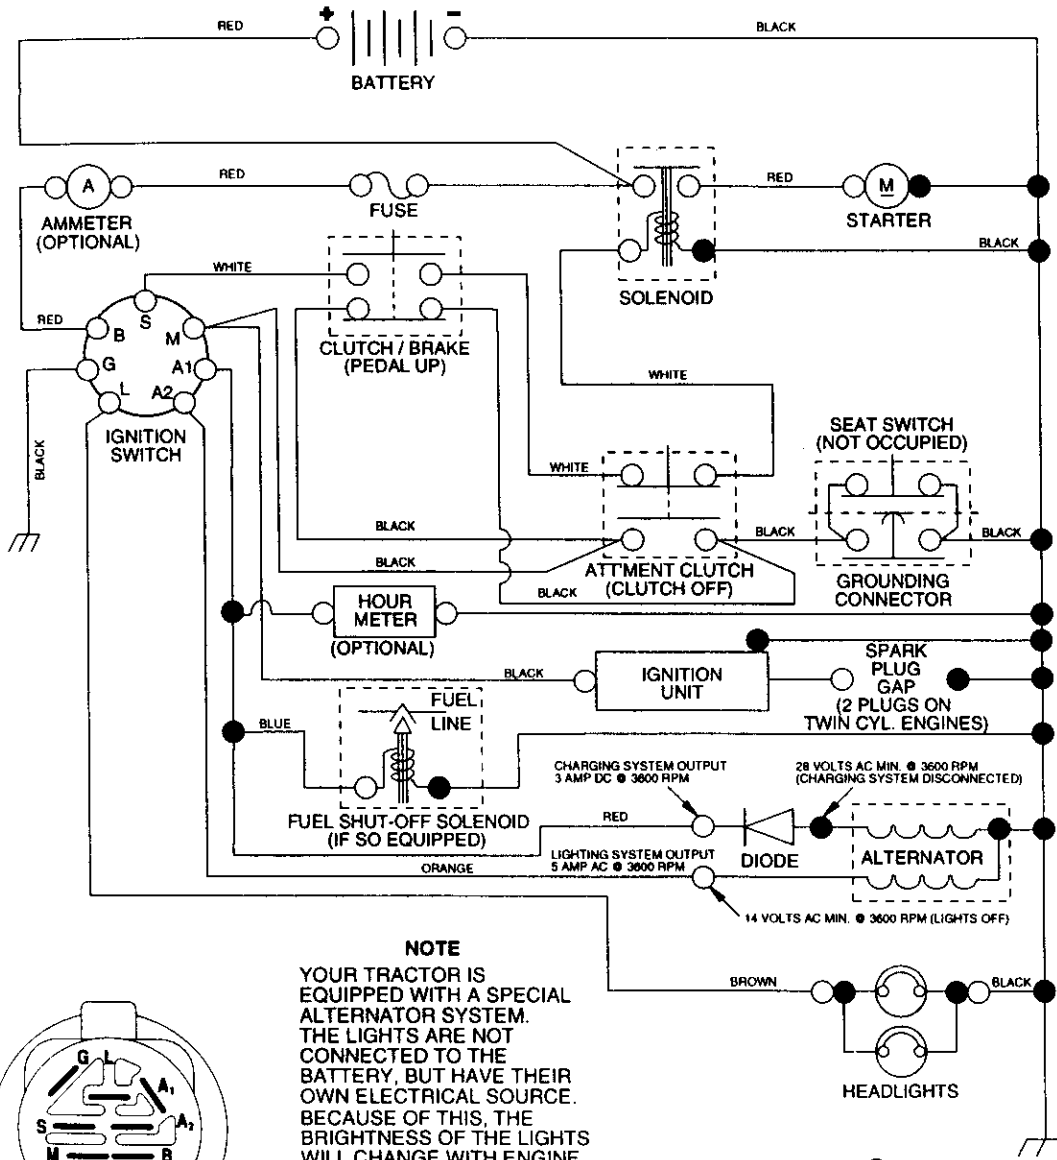 +
-
RED
BLACK
BATTERY
A
RED
FUSE
RED
M
AMMETER
(OPTIONAL)
STARTER
BLACK
WHITE
SOLENOID
RED
S
B
M
CLUTCH / BRAKE
(PEDAL UP)
G
A1
L
A2
WHITE
IGNITION
SWITCH
BLACK
SEAT SWITCH
(NOT OCCUPIED)
WHITE
BLACK
BLACK
BLACK
BLACK
ATT'MENT CLUTCH
(CLUTCH OFF)
GROUNDING
CONNECTOR
BLACK
HOUR
METER
(OPTIONAL)
BLACK
IGNITION
UNIT
SPARK
PLUG
GAP
(2 PLUGS ON
TWIN CYL. ENGINES)
FUEL
LINE
BLUE
CHARGING SYSTEM OUTPUT
3 AMP DC @ 3600 RPM
28 VOLTS AC MIN. @ 3600 RPM
(CHARGING SYSTEM DISCONNECTED)
FUEL SHUT-OFF SOLENOID
(IF SO EQUIPPED)
RED
DIODE
ALTERNATOR
LIGHTING SYSTEM OUTPUT
5 AMP AC @ 3600 RPM
ORANGE
14 VOLTS AC MIN. @ 3600 RPM (LIGHTS OFF)
NOTE
YOUR TRACTOR IS
EQUIPPED WITH A SPECIAL
ALTERNATOR SYSTEM.
THE LIGHTS ARE NOT
CONNECTED TO THE
BATTERY, BUT HAVE THEIR
OWN ELECTRICAL SOURCE.
BECAUSE OF THIS, THE
BRIGHTNESS OF THE LIGHTS
WILL CHANGE WITH ENGINE
BROWN
BLACK
HEADLIGHTS
G
L
A1
S
A2
M
B